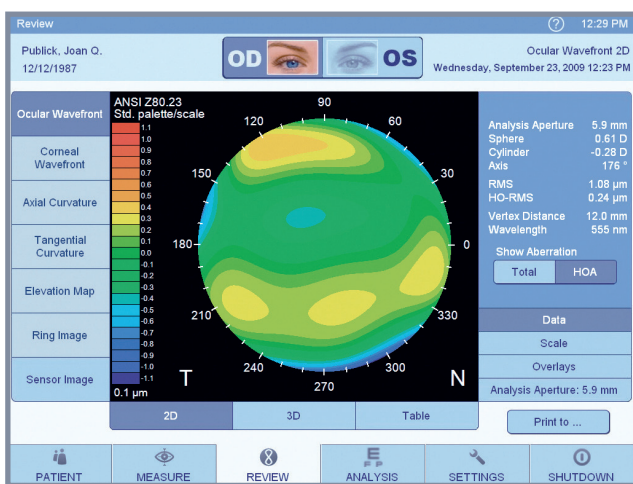 Review
12:29 PM
Publick, Joan Q.
12/12/1987
OD
OS
Ocular Wavefront 2D
Wednesday, September 23, 2009 12:23 PM
Ocular Wavefront
Corneal
Wavefront
Axial Curvature
Tangential
Curvature
Elevation Map
Ring Image
Sensor Image
ANSI Z80.23
Std. palette/scale
1.1
1.0
0.9
0.8
0.7
0.6
0.5
0.4
0.3
0.2
0.1
0.0
-0.1
-0.2
-0.3
-0.4
-0.5
-0.6
-0.7
-0.8
-0.9
-1.0
-1.1
0.1 µm
90
120
60
150
30
180
0
210
330
240
300
270
T
N
Analysis Aperture 5.9 mm
Sphere 0.61 D
Cylinder -0.28 D
Axis 176 °
RMS 1.08 µm
HO-RMS 0.24 µm
Vertex Distance 12.0 mm
Wavelength 555 nm
Show Aberration
Total
HOA
Data
Scale
Overlays
Analysis Aperture: 5.9 mm
2D
3D
Table
Print to ...
PATIENT
MEASURE
REVIEW
E
F P
ANALYSIS
SETTINGS
SHUTDOWN